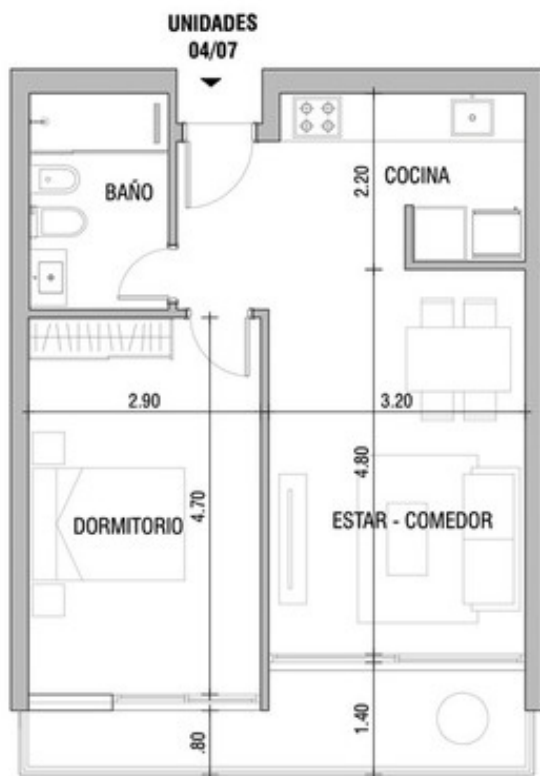 UNIDADES
04/07
BAÑO
COCINA
2.20
2.90
3.20
4.70
4.80
DORMITORIO
ESTAR - COMEDOR
.80
1.40